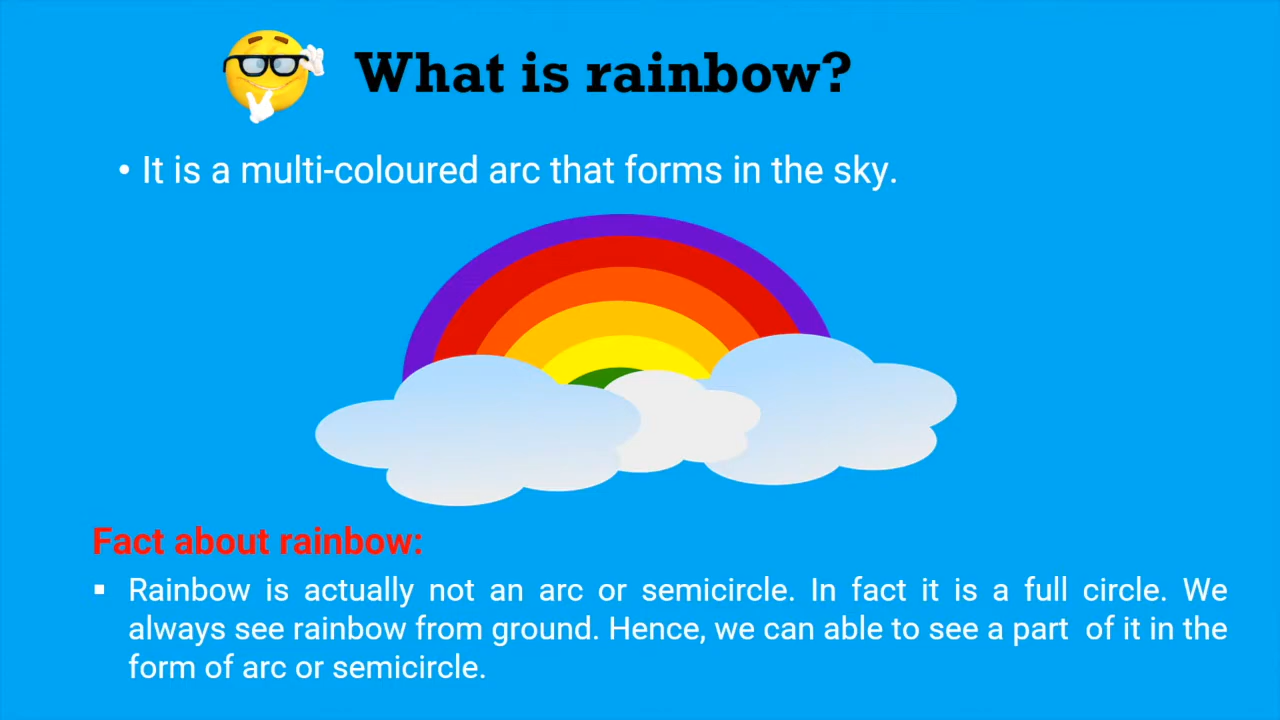 What is rainbow?
• It is a multi-coloured arc that forms in the sky.
Fact about rainbow:
▪ Rainbow is actually not an arc or semicircle. In fact it is a full circle. We
always see rainbow from ground. Hence, we can able to see a part of it in the
form of arc or semicircle.